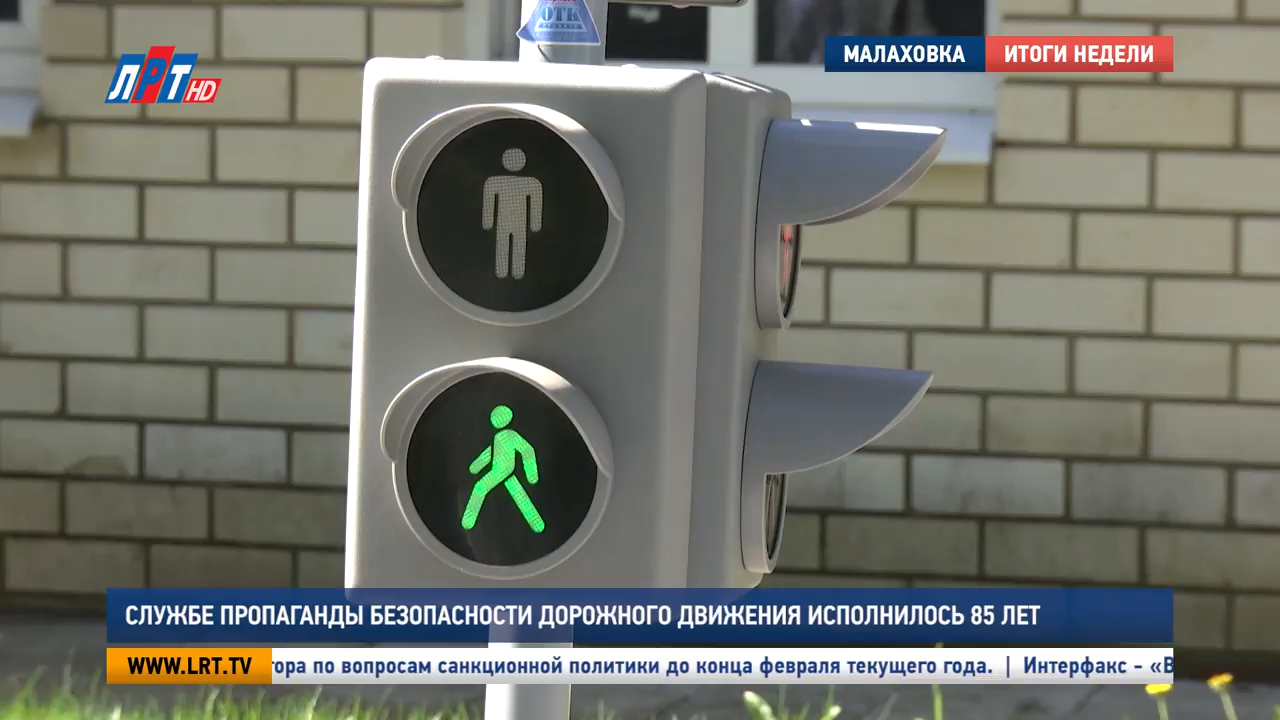 ОТК
ЛРТ HD
МАЛАХОВКА ИТОГИ НЕДЕЛИ
СЛУЖБЕ ПРОПАГАНДЫ БЕЗОПАСНОСТИ ДОРОЖНОГО ДВИЖЕНИЯ ИСПОЛНИЛОСЬ 85 ЛЕТ
WWW.LRT.TV тора по вопросам санкционной политики до конца февраля текущего года. | Интерфакс - «В